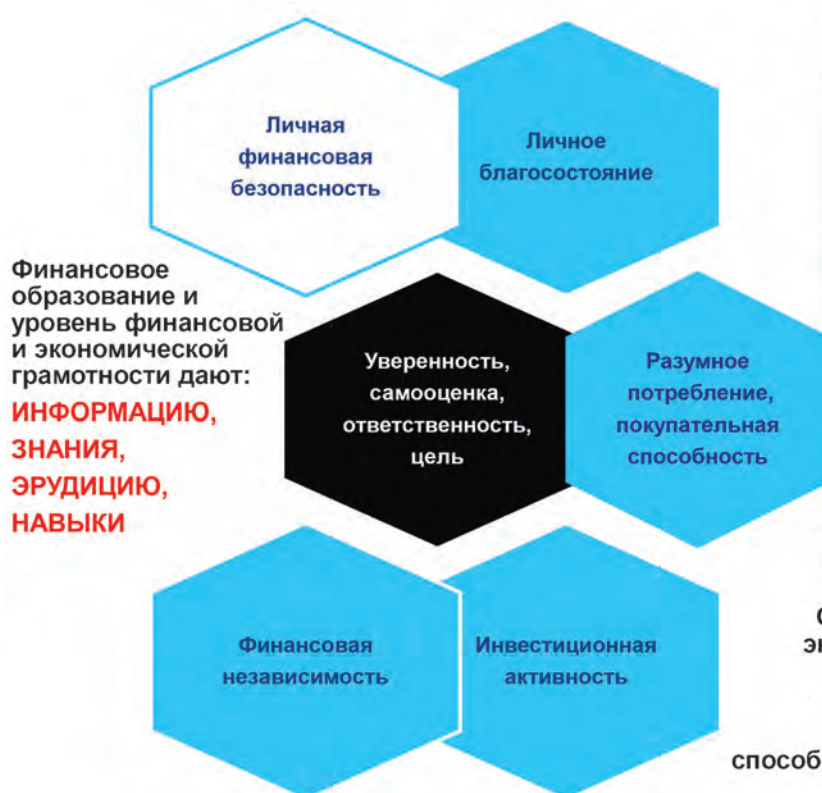 Личная
финансовая
безопасность
Личное
благосостояние
Финансовое
образование и
уровень финансовой
и экономической
грамотности дают:
ИНФОРМАЦИЮ,
ЗНАНИЯ,
ЭРУДИЦИЮ,
НАВЫКИ
Уверенность,
самооценка,
ответственность,
цель
Разумное
потребление,
покупательная
способность
Финансовая
независимость
Инвестиционная
активность